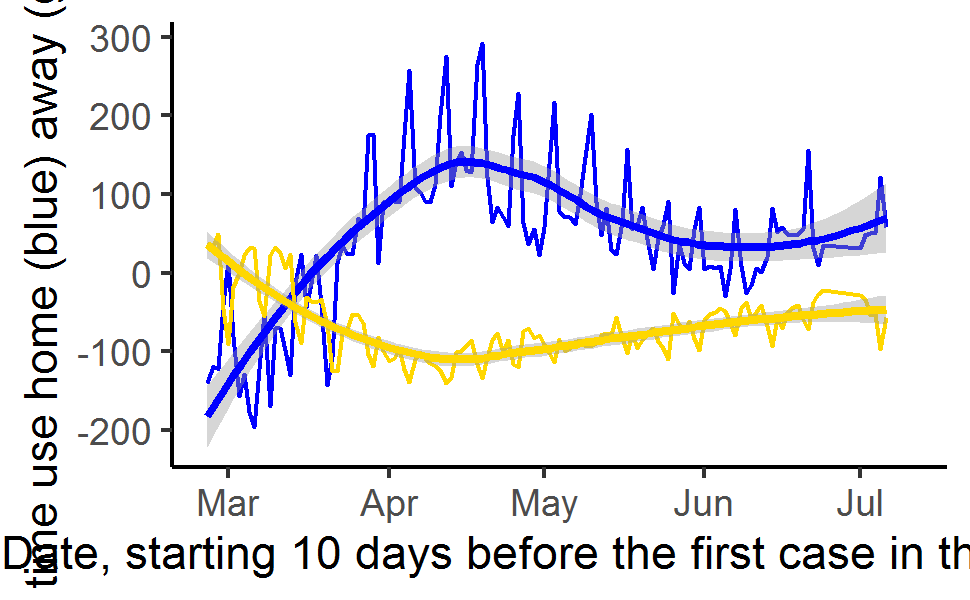 time use home (blue) away (
300
200
100
0
-100
-200
Mar Apr May Jun Jul
Date, starting 10 days before the first case in th